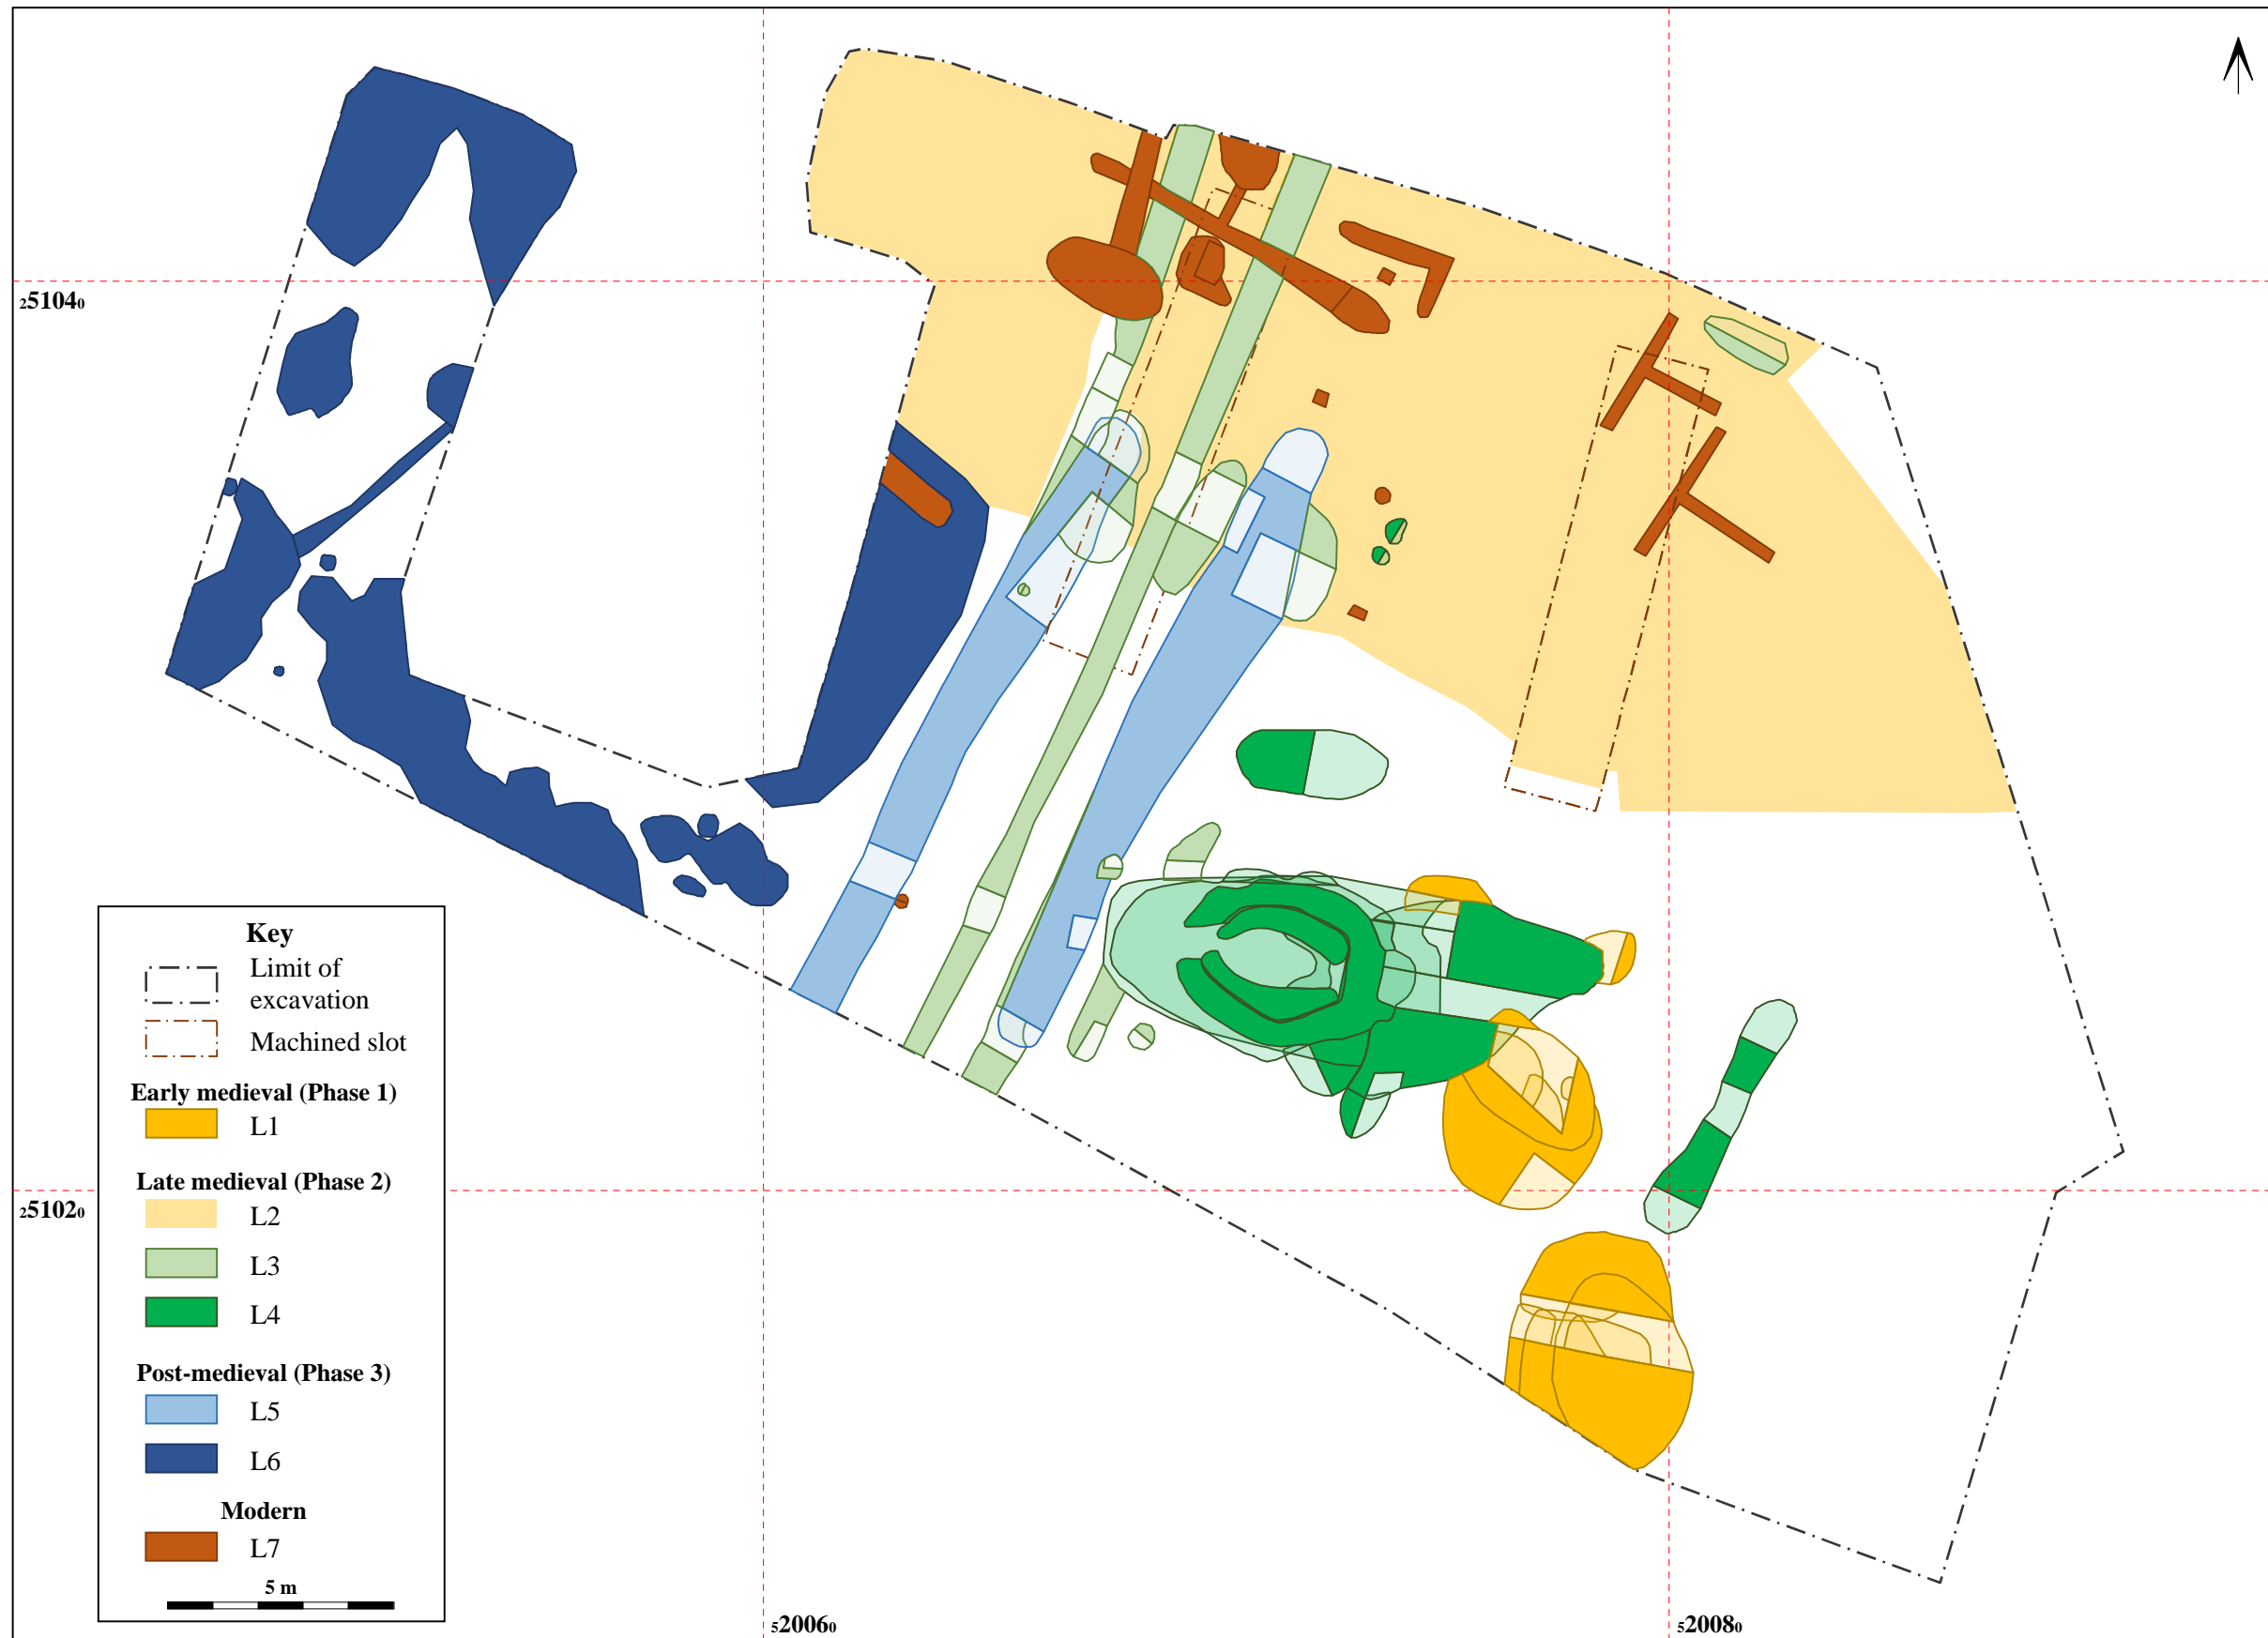 251040
Key
Limit of
excavation
Machined slot
Early medieval (Phase 1)
L1
Late medieval (Phase 2)
251020
L2
L3
L4
Post-medieval (Phase 3)
L5
L6
Modern
L7
5 m
520060
520080